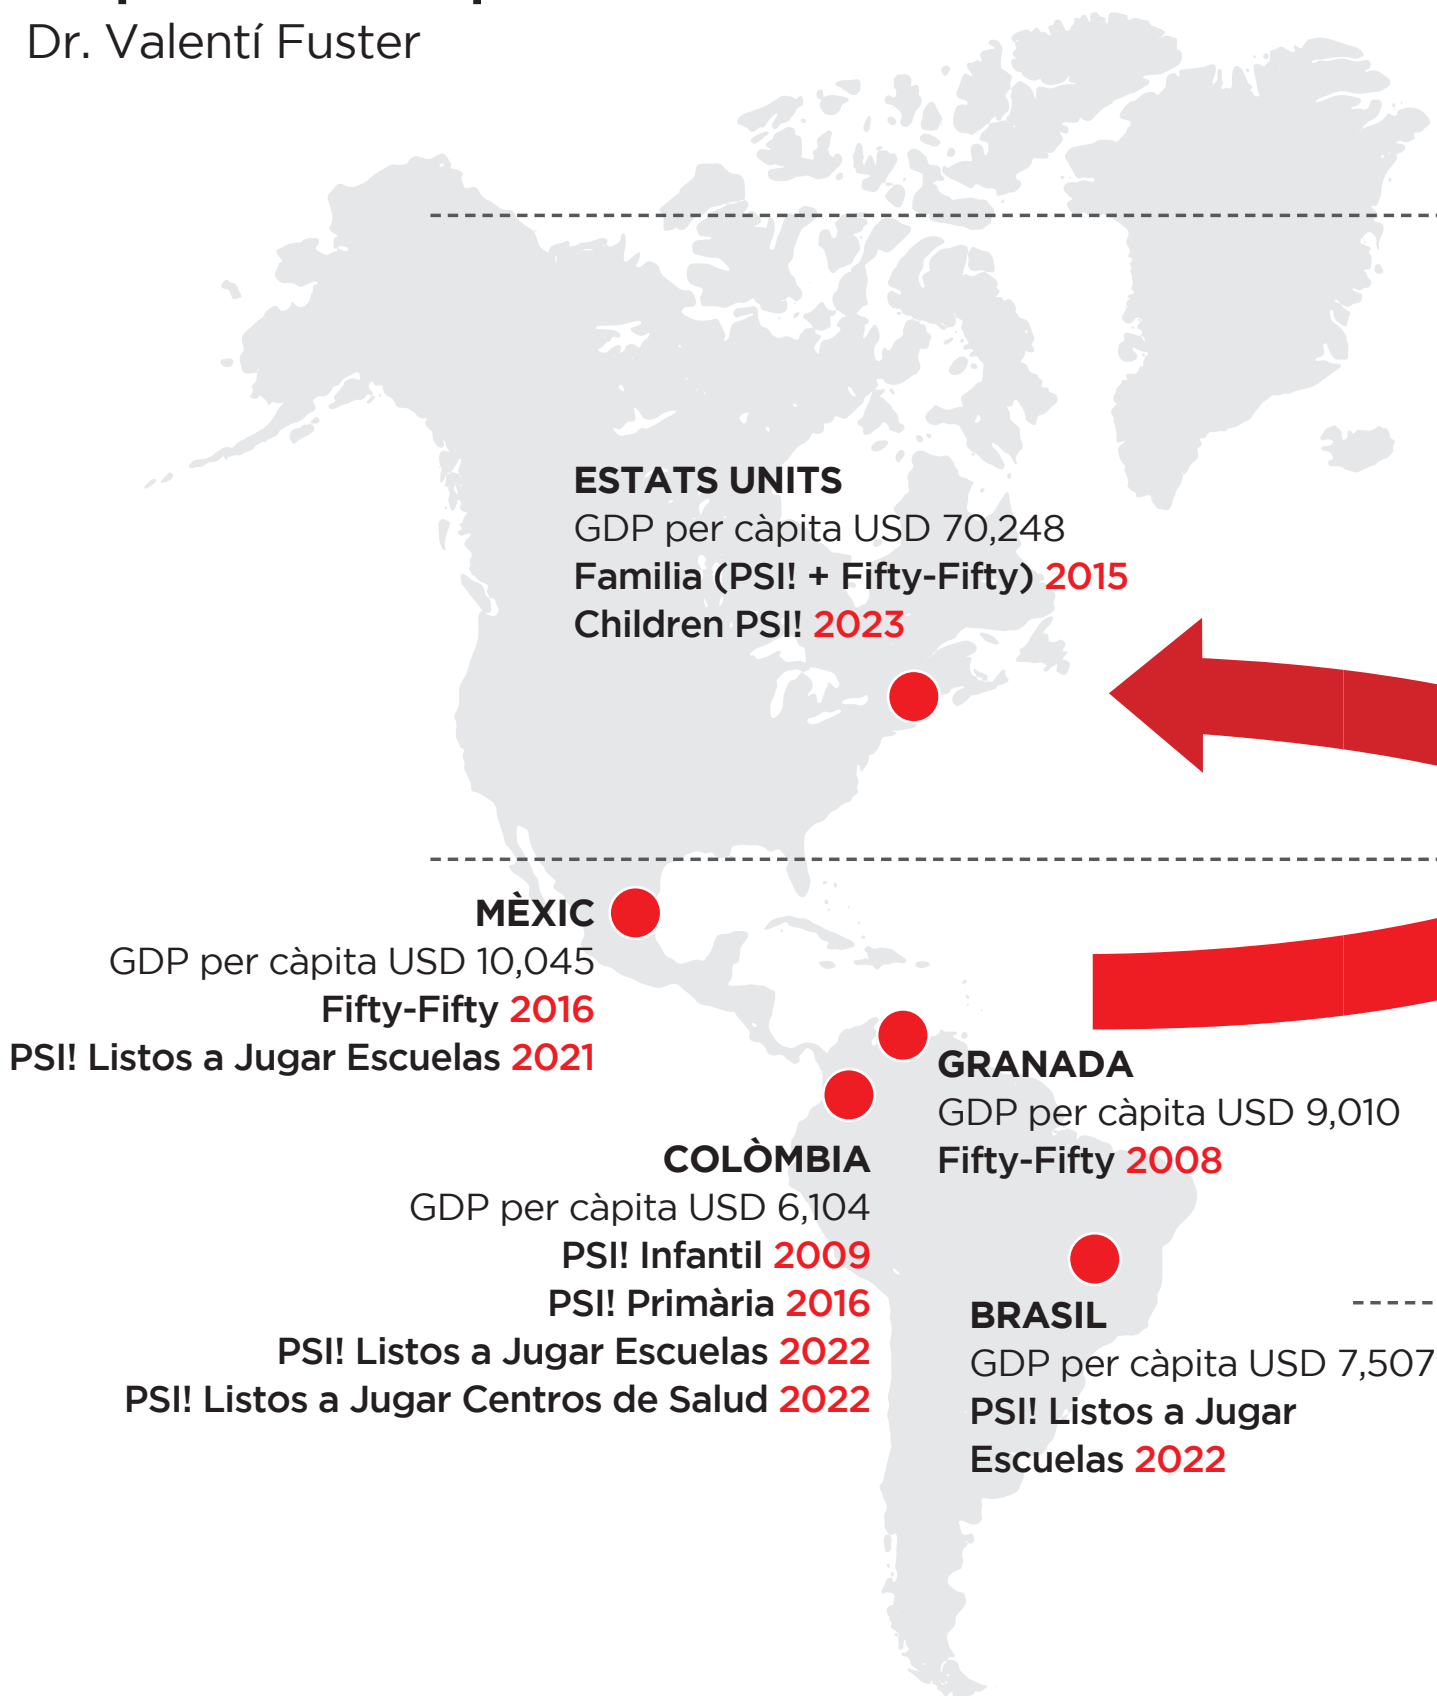 Dr. Valentí Fuster
ESTATS UNITS
GDP per càpita USD 70,248
Familia (PSI! + Fifty-Fifty) 2015
Children PSI! 2023
MÈXIC
GDP per càpita USD 10,045
Fifty-Fifty 2016
PSI! Listos a Jugar Escuelas 2021
GRANADA
GDP per càpita USD 9,010
Fifty-Fifty 2008
COLÒMBIA
GDP per càpita USD 6,104
PSI! Infantil 2009
PSI! Primària 2016
PSI! Listos a Jugar Escuelas 2022
PSI! Listos a Jugar Centros de Salud 2022
BRASIL
GDP per càpita USD 7,507
PSI! Listos a Jugar
Escuelas 2022